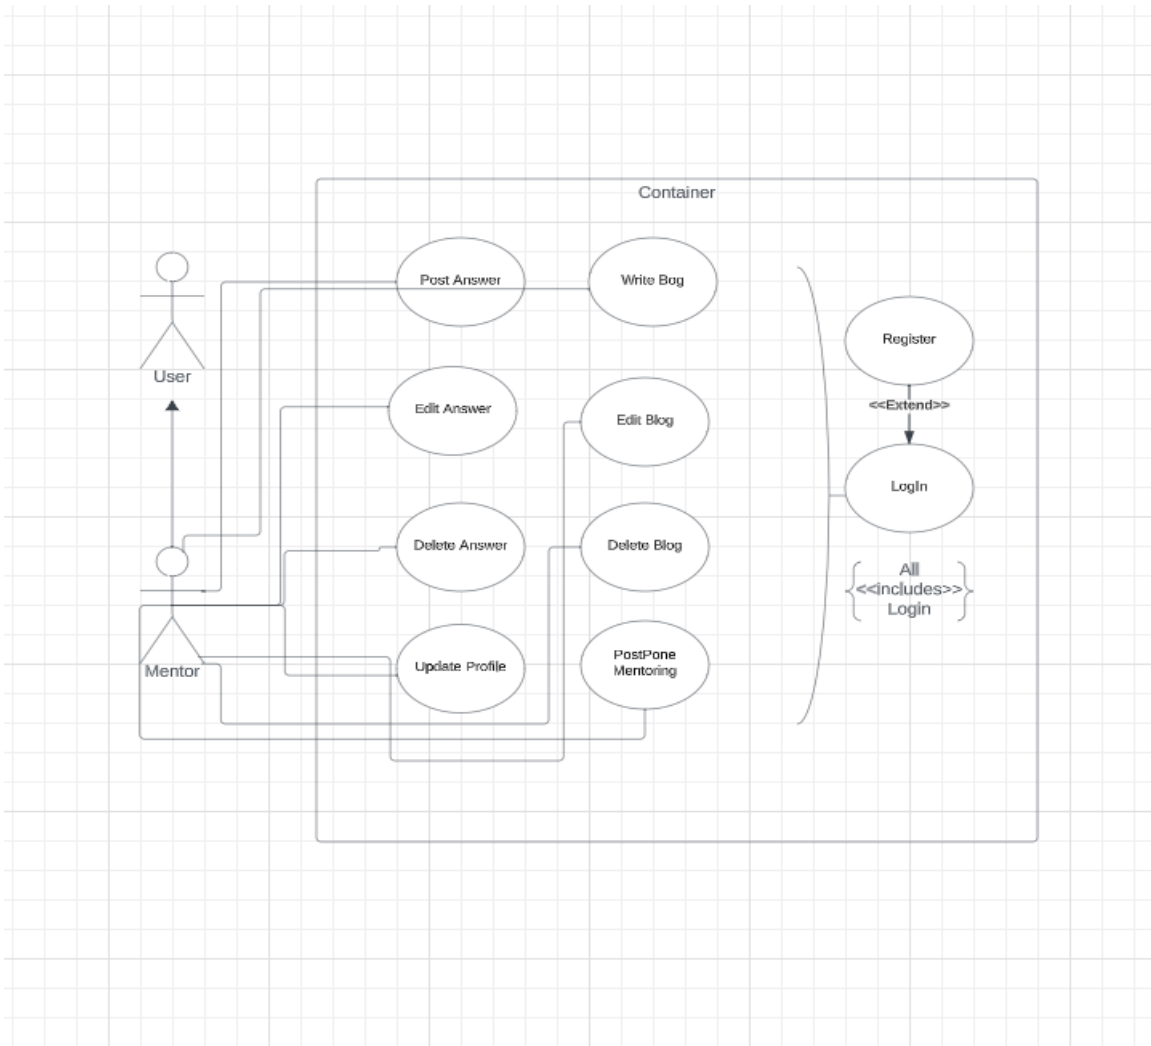 Container
Post Answer
Write Bog
Register
User
<<Extend>>
Edit Answer
Edit Blog
LogIn
Delete Answer
Delete Blog
All
<<includes>>
Login
Mentor
Update Profile
PostPone
Mentoring